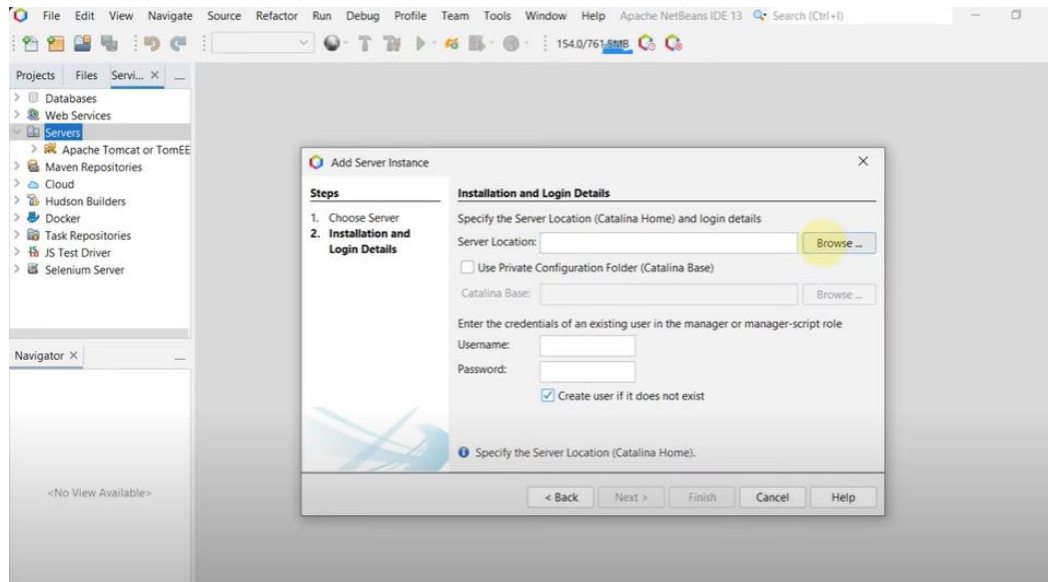 File Edit View Navigate Source Refactor Run Debug Profile Team Tools Window Help Apache NetBeans IDE 13 Search (Ctrl+I)
154.0/761.5MB
Projects Files Servi...
Databases
Web Services
Servers
Apache Tomcat or TomEE
Maven Repositories
Cloud
Hudson Builders
Docker
Task Repositories
JS Test Driver
Selenium Server
Navigator
<No View Available>
Add Server Instance
Steps
1. Choose Server
2. Installation and
Login Details
Installation and Login Details
Specify the Server Location (Catalina Home) and login details
Server Location: Browse ...
Use Private Configuration Folder (Catalina Base)
Catalina Base: Browse ...
Enter the credentials of an existing user in the manager or manager-script role
Username:
Password:
Create user if it does not exist
Specify the Server Location (Catalina Home).
< Back Next > Finish Cancel Help